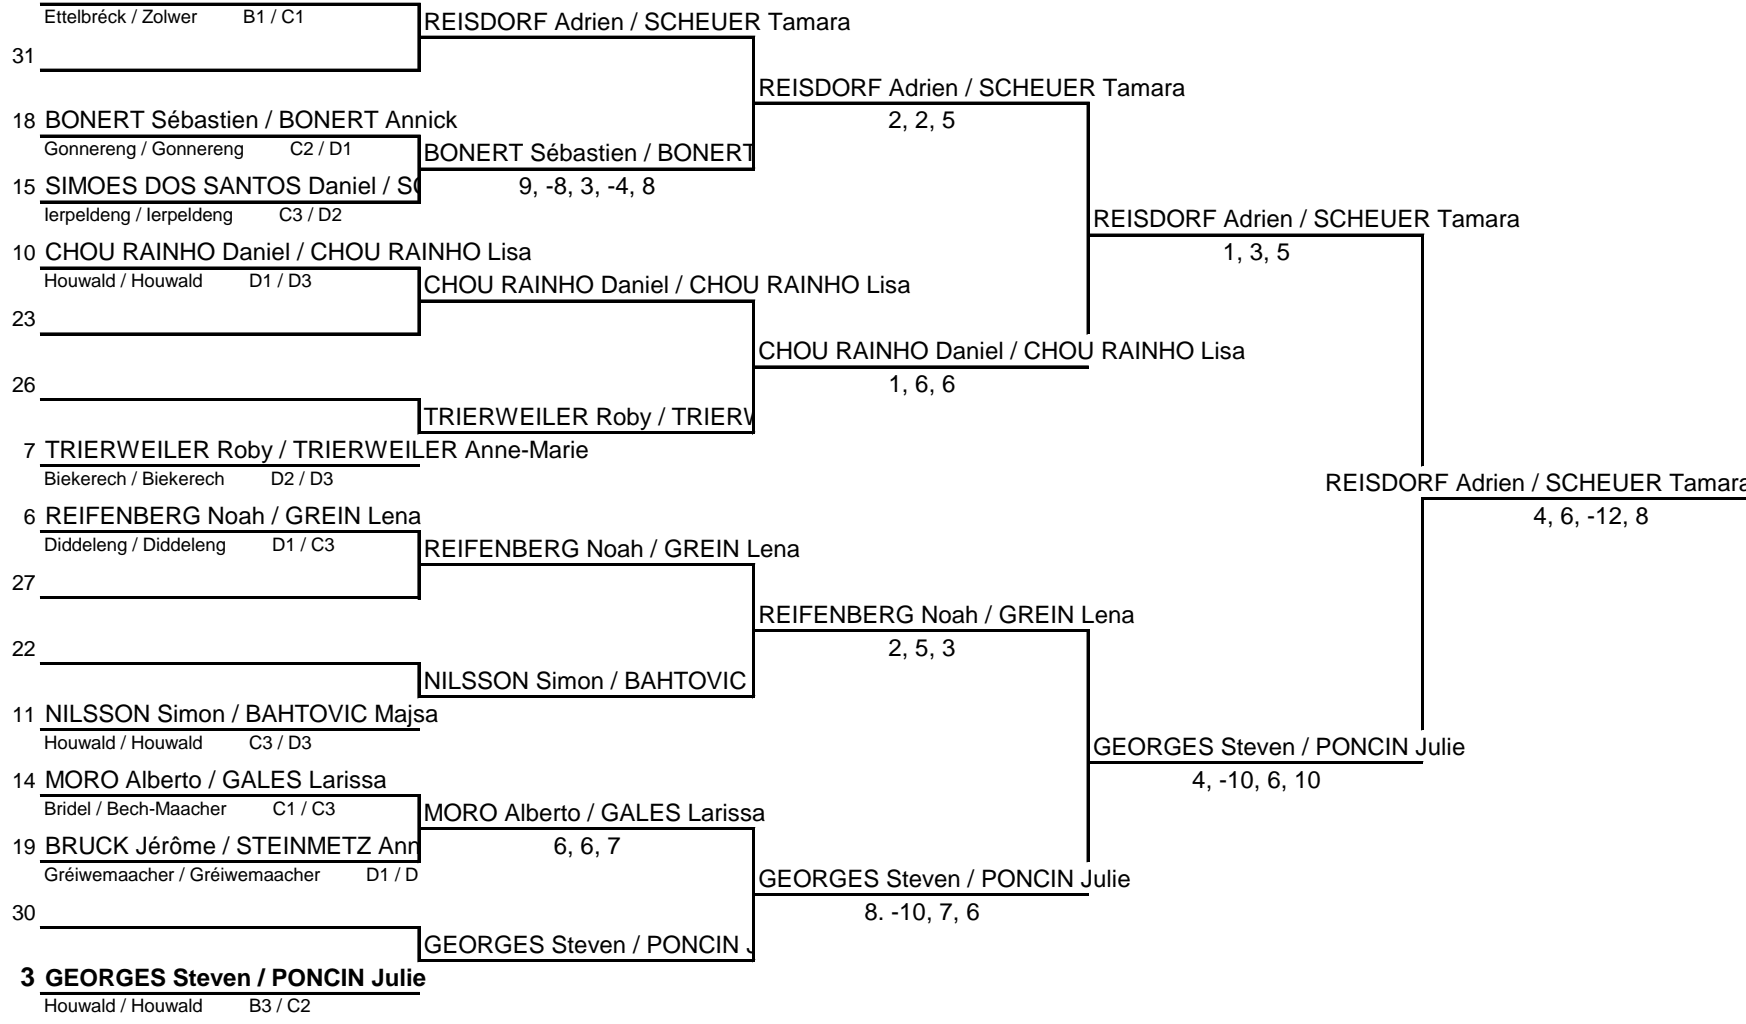 Ettelbréck / Zolwer B1 / C1
REISDORF Adrien / SCHEUER Tamara
31
REISDORF Adrien / SCHEUER Tamara
2, 2, 5
18 BONERT Sébastien / BONERT Annick
Gonnereng / Gonnereng C2 / D1
BONERT Sébastien / BONERT
9, -8, 3, -4, 8
15 SIMOES DOS SANTOS Daniel /
Ierpeldeng / Ierpeldeng C3 / D2
REISDORF Adrien / SCHEUER Tamara
1, 3, 5
10 CHOU RAINHO Daniel / CHOU RAINHO Lisa
Houwald / Houwald D1 / D3
CHOU RAINHO Daniel / CHOU RAINHO Lisa
23
CHOU RAINHO Daniel / CHOU RAINHO Lisa
1, 6, 6
26
TRIERWEILER Roby /
7 TRIERWEILER Roby / TRIERWEILER Anne-Marie
Biekerech / Biekerech D2 / D3
REISDORF Adrien / SCHEUER Tamara
4, 6, -12, 8
6 REIFENBERG Noah / GREIN Lena
Diddeleng / Diddeleng D1 / C3
REIFENBERG Noah / GREIN Lena
27
REIFENBERG Noah / GREIN Lena
2, 5, 3
22
NILSSON Simon / BAHTOVIC
11 NILSSON Simon / BAHTOVIC Majsa
Houwald / Houwald C3 / D3
GEORGES Steven / PONCIN Julie
4, -10, 6, 10
14 MORO Alberto / GALES Larissa
Bridel / Bech-Maacher C1 / C3
MORO Alberto / GALES Larissa
6, 6, 7
19 BRUCK Jérôme / STEINMETZ Ann
Gréiwemaacher / Gréiwemaacher D1 / D
GEORGES Steven / PONCIN Julie
8. -10, 7, 6
30
GEORGES Steven / PONCIN
3 GEORGES Steven / PONCIN Julie
Houwald / Houwald B3 / C2